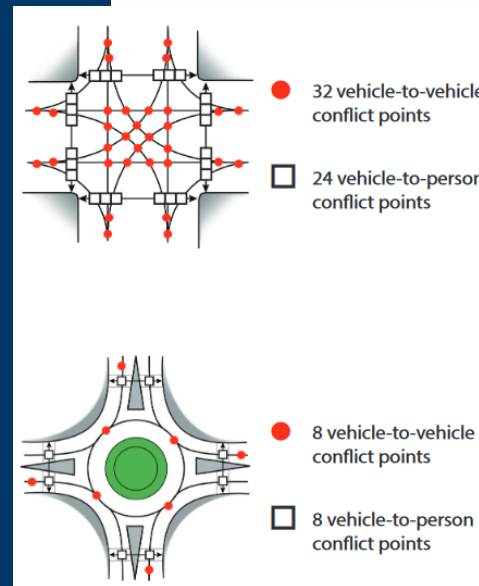 32 vehicle-to-vehicle
conflict points
24 vehicle-to-person
conflict points
8 vehicle-to-vehicle
conflict points
8 vehicle-to-person
conflict points